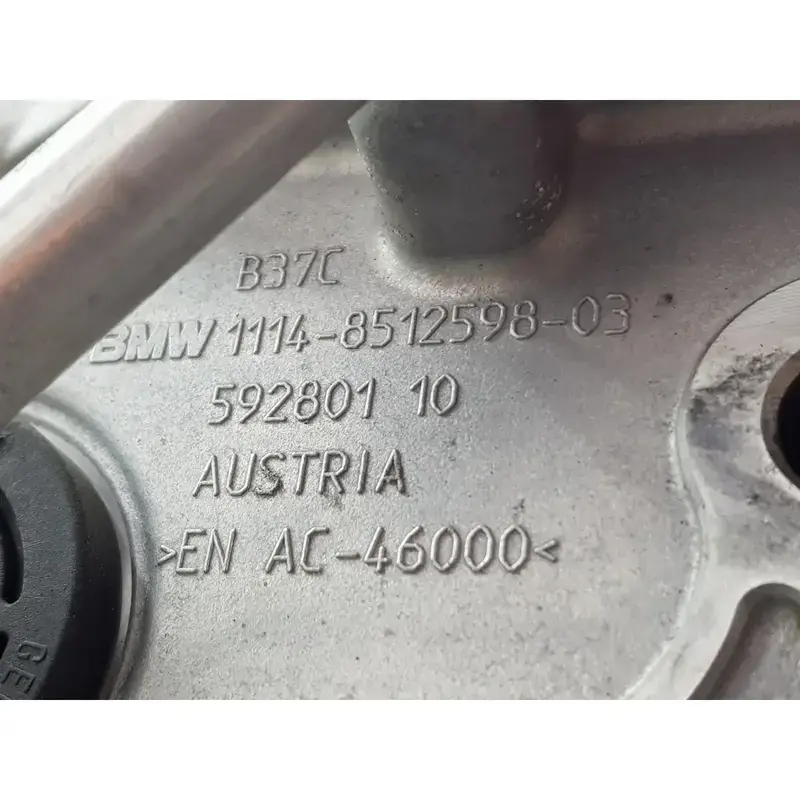 B37C
BMW 1114-8512598-03
592801 10
AUSTRIA
>EN AC-46000<